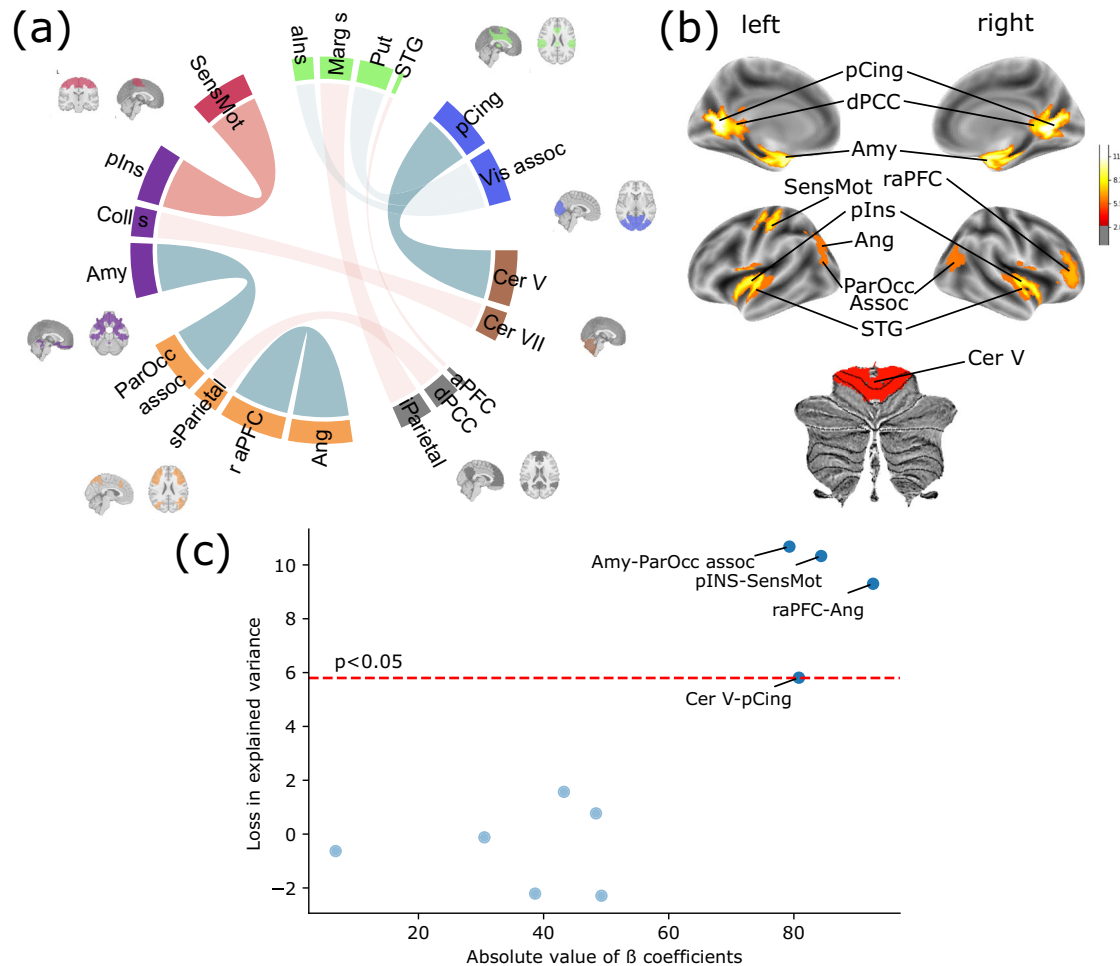 (a)
SensMot
aIns
Marg s
Put
STG
pCing
Vis assoc
pIns
Coll s
Amy
Cer V
Cer VII
ParOcc
assoc
sParietal
r aPFC
Ang
iParietal
dPCC
aPFC
L
(b)
left
right
pCing
dPCC
Amy
SensMot
raPFC
pIns
Ang
ParOcc
Assoc
STG
Cer V
(c)
Loss in explained variance
10
8
6
4
2
0
−2
p<0.05
Amy-ParOcc assoc
pINS-SensMot
raPFC-Ang
Cer V-pCing
20
40
60
80
Absolute value of ß coefficients